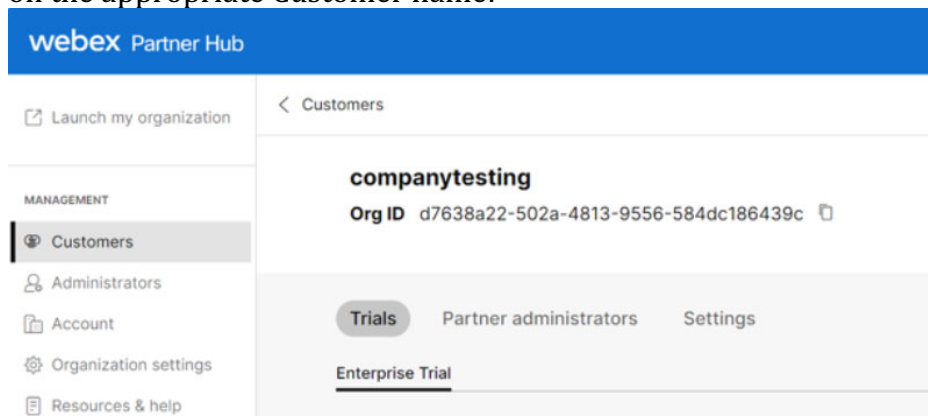 on the appropriate Customer name.
webex Partner Hub
Launch my organization
MANAGEMENT
Customers
Administrators
Account
Organization settings
Resources & help
Customers
companytesting
Org ID d7638a22-502a-4813-9556-584dc186439c
Trials Partner administrators Settings
Enterprise Trial